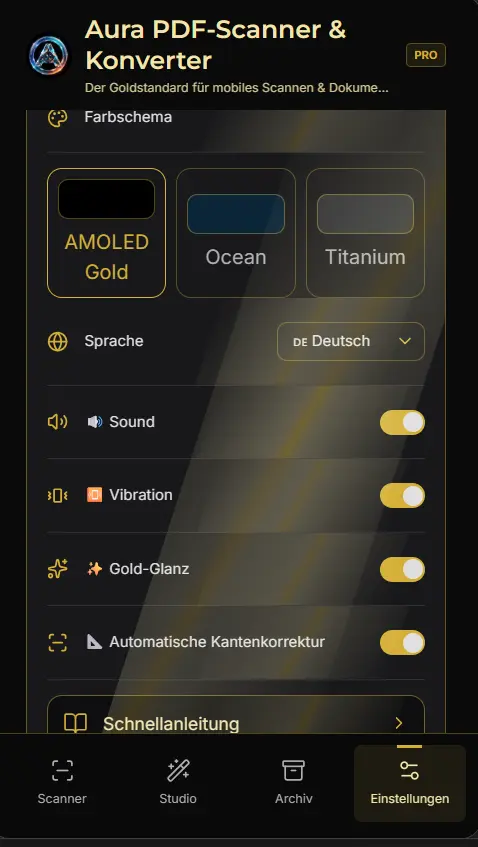 Aura PDF-Scanner &
Konverter
PRO
Der Goldstandard für mobiles Scannen & Dokume...
Farbschema
AMOLED
Gold
Ocean
Titanium
Sprache
DE Deutsch
Sound
Vibration
Gold-Glanz
Automatische Kantenkorrektur
Schnellanleitung
Scanner
Studio
Archiv
Einstellungen